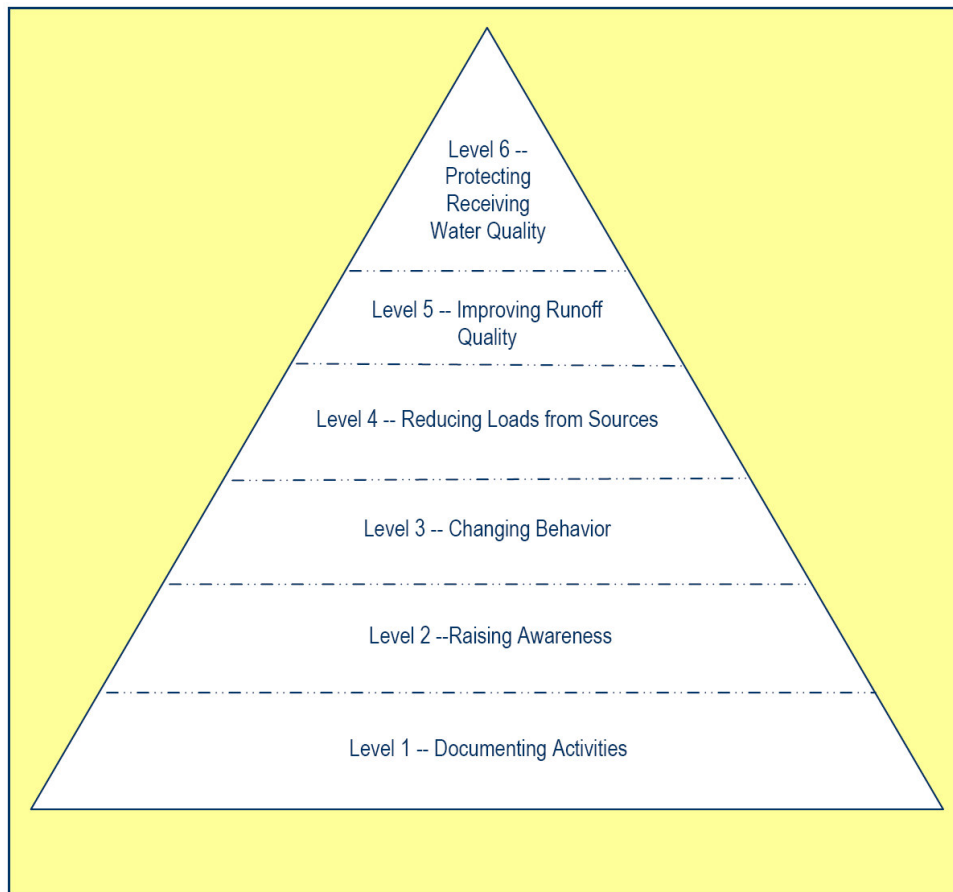 Level 6 --
Protecting
Receiving
Water Quality
Level 5 -- Improving Runoff
Quality
Level 4 -- Reducing Loads from Sources
Level 3 -- Changing Behavior
Level 2 --Raising Awareness
Level 1 -- Documenting Activities